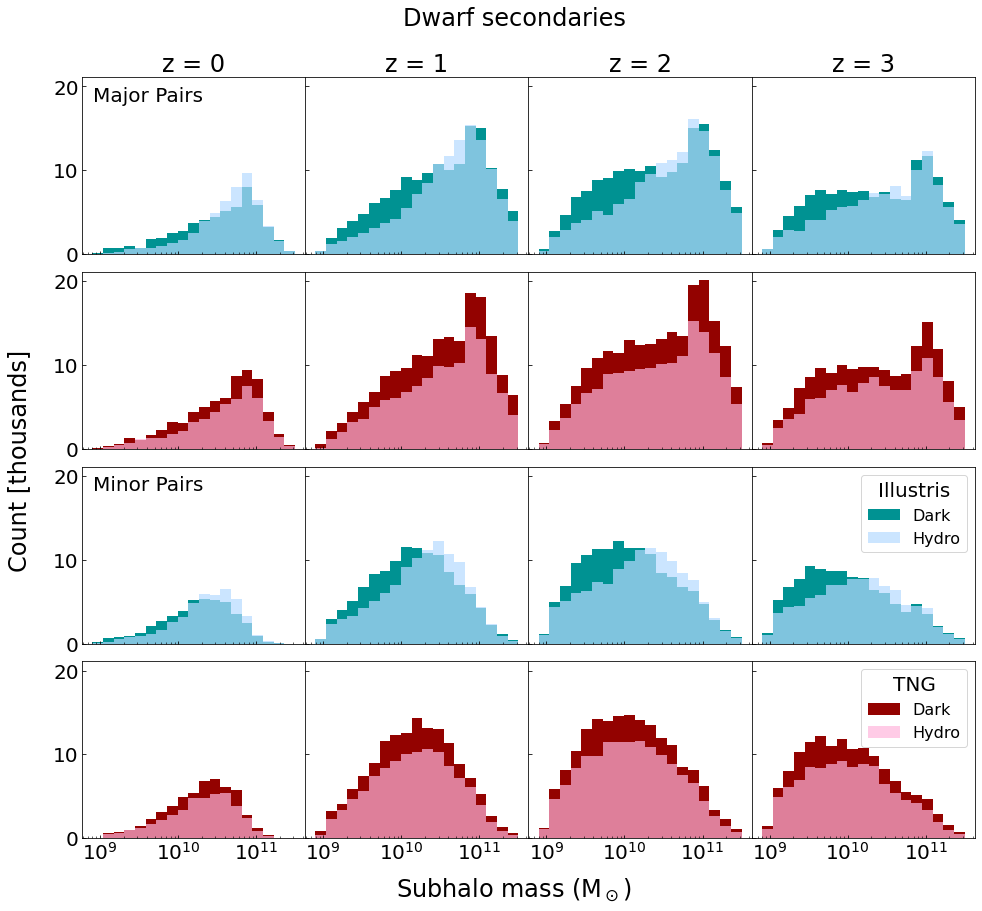 Dwarf secondaries
z = 0 z = 1 z = 2 z = 3
20
Major Pairs
10
0
20
10
0
20
Minor Pairs
Illustris
Dark
Hydro
10
0
20
TNG
Dark
Hydro
10
0
10⁹ 10¹⁰ 10¹¹ 10⁹ 10¹⁰ 10¹¹ 10⁹ 10¹⁰ 10¹¹ 10⁹ 10¹⁰ 10¹¹
Count [thousands]
Subhalo mass (M_⊙)